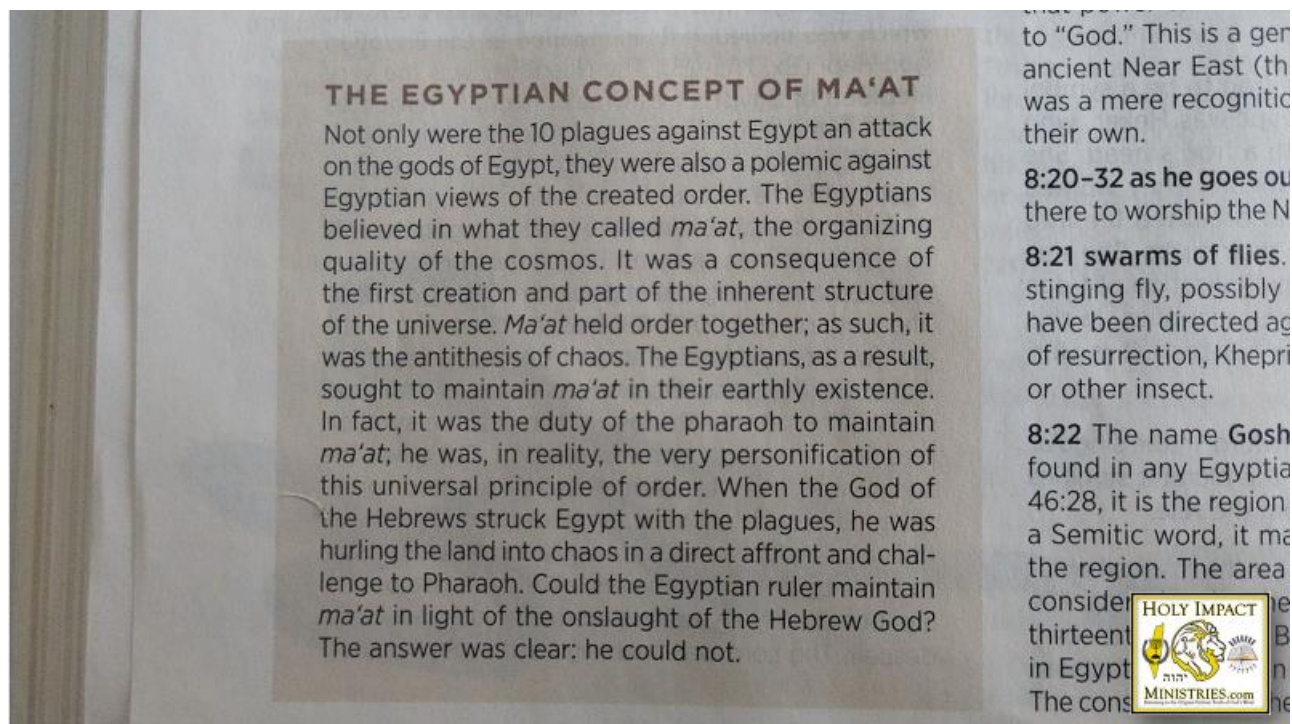 THE EGYPTIAN CONCEPT OF MA‘AT
Not only were the 10 plagues against Egypt an attack
on the gods of Egypt, they were also a polemic against
Egyptian views of the created order. The Egyptians
believed in what they called ma‘at, the organizing
quality of the cosmos. It was a consequence of
the first creation and part of the inherent structure
of the universe. Ma‘at held order together; as such, it
was the antithesis of chaos. The Egyptians, as a result,
sought to maintain ma‘at in their earthly existence.
In fact, it was the duty of the pharaoh to maintain
ma‘at; he was, in reality, the very personification of
this universal principle of order. When the God of
the Hebrews struck Egypt with the plagues, he was
hurling the land into chaos in a direct affront and chal-
lenge to Pharaoh. Could the Egyptian ruler maintain
ma‘at in light of the onslaught of the Hebrew God?
The answer was clear: he could not.
to “God.” This is a gen
ancient Near East (th
was a mere recognitio
their own.
8:20–32 as he goes ou
there to worship the N
8:21 swarms of flies.
stinging fly, possibly
have been directed ag
of resurrection, Khepri
or other insect.
8:22 The name Gosh
found in any Egyptia
46:28, it is the region
a Semitic word, it ma
the region. The area
consider
thirteent
in Egypt
The cons
HOLY IMPACT
יהוה
MINISTRIES.com